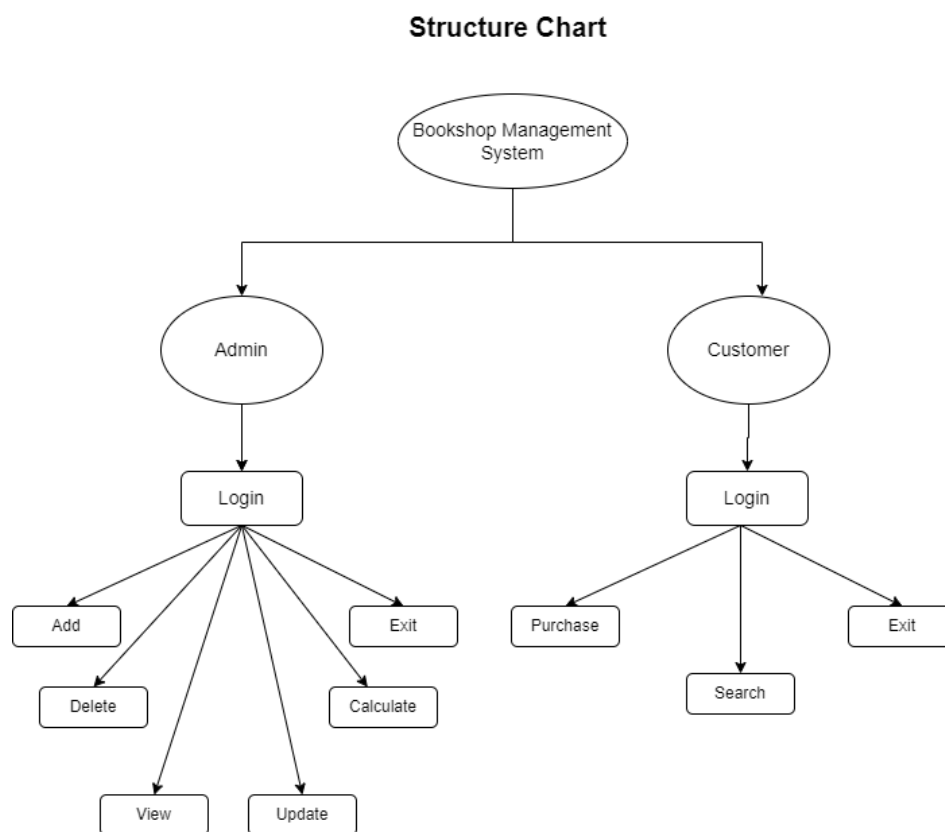 Structure Chart
Bookshop Management
System
Admin
Customer
Login
Login
Add
Exit
Purchase
Exit
Delete
Calculate
Search
View
Update